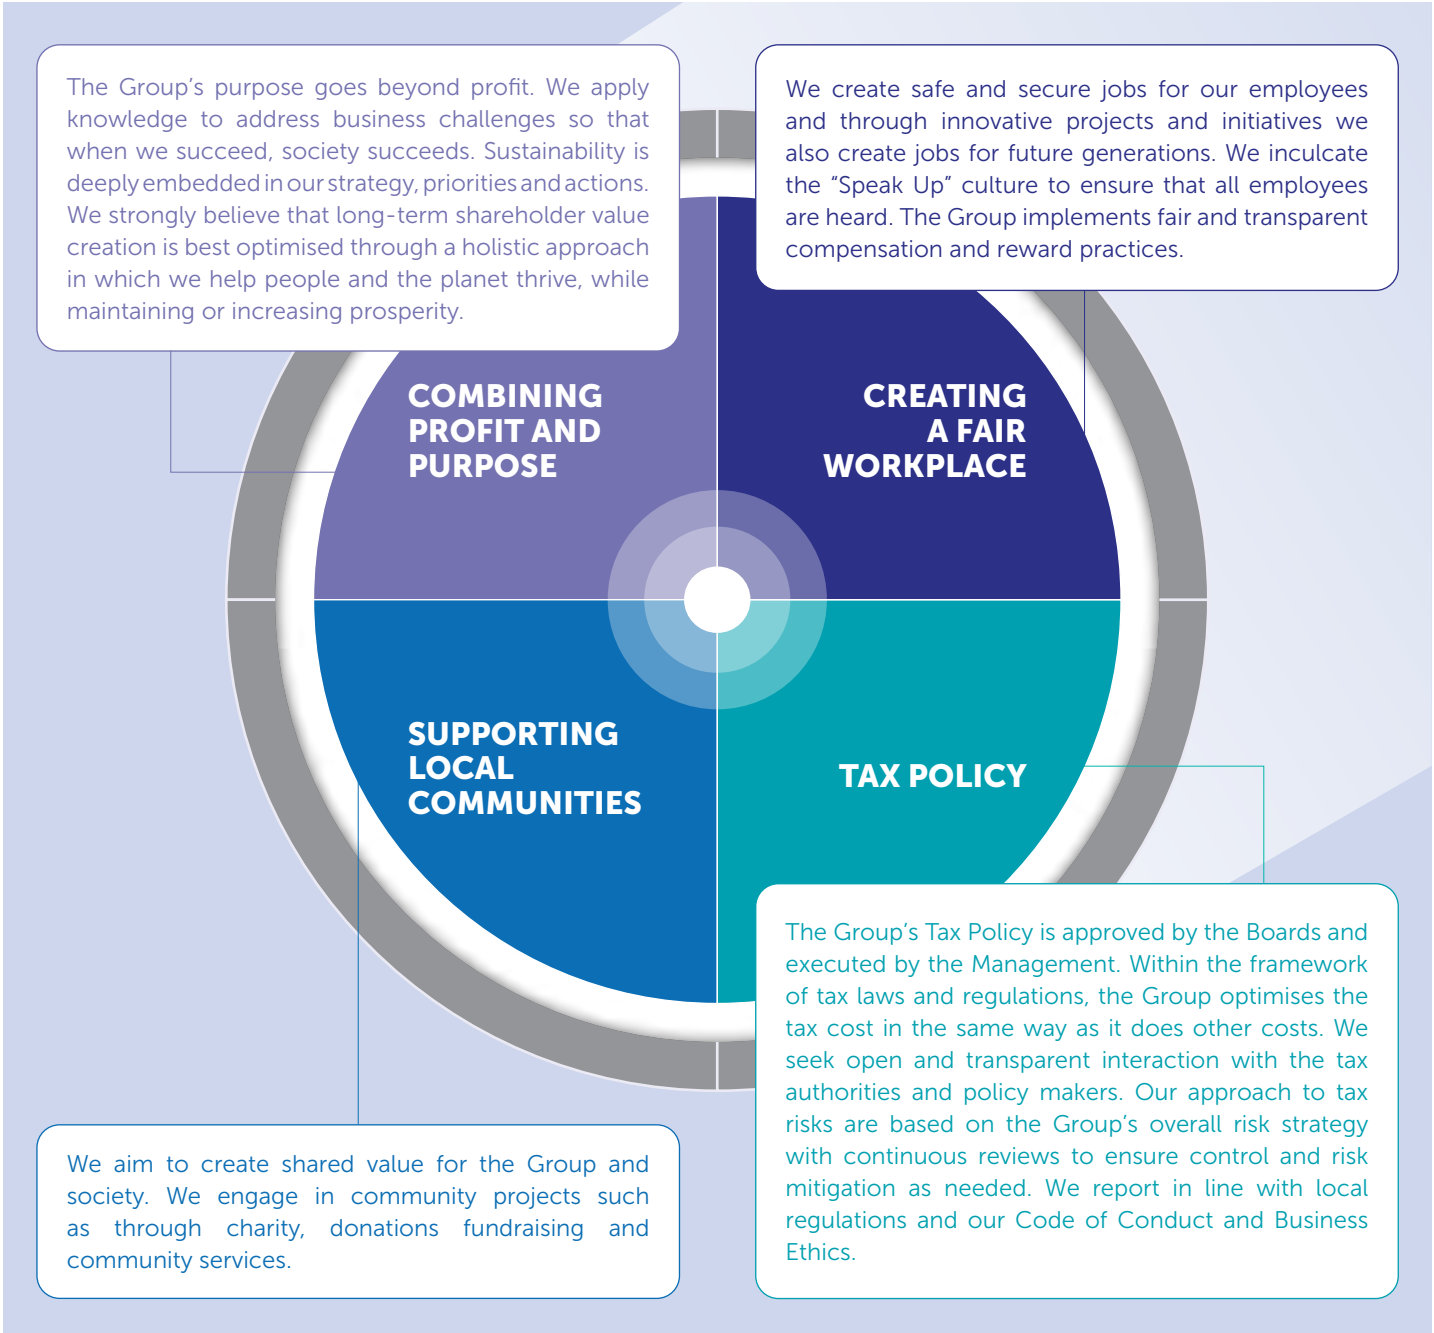 The Group’s purpose goes beyond profit. We apply
knowledge to address business challenges so that
when we succeed, society succeeds. Sustainability is
deeply embedded in our strategy, priorities and actions.
We strongly believe that long-term shareholder value
creation is best optimised through a holistic approach
in which we help people and the planet thrive, while
maintaining or increasing prosperity.
We create safe and secure jobs for our employees
and through innovative projects and initiatives we
also create jobs for future generations. We inculcate
the “Speak Up” culture to ensure that all employees
are heard. The Group implements fair and transparent
compensation and reward practices.
COMBINING
PROFIT AND
PURPOSE
CREATING
A FAIR
WORKPLACE
SUPPORTING
LOCAL
COMMUNITIES
TAX POLICY
We aim to create shared value for the Group and
society. We engage in community projects such
as through charity, donations fundraising and
community services.
The Group’s Tax Policy is approved by the Boards and
executed by the Management. Within the framework
of tax laws and regulations, the Group optimises the
tax cost in the same way as it does other costs. We
seek open and transparent interaction with the tax
authorities and policy makers. Our approach to tax
risks are based on the Group’s overall risk strategy
with continuous reviews to ensure control and risk
mitigation as needed. We report in line with local
regulations and our Code of Conduct and Business
Ethics.